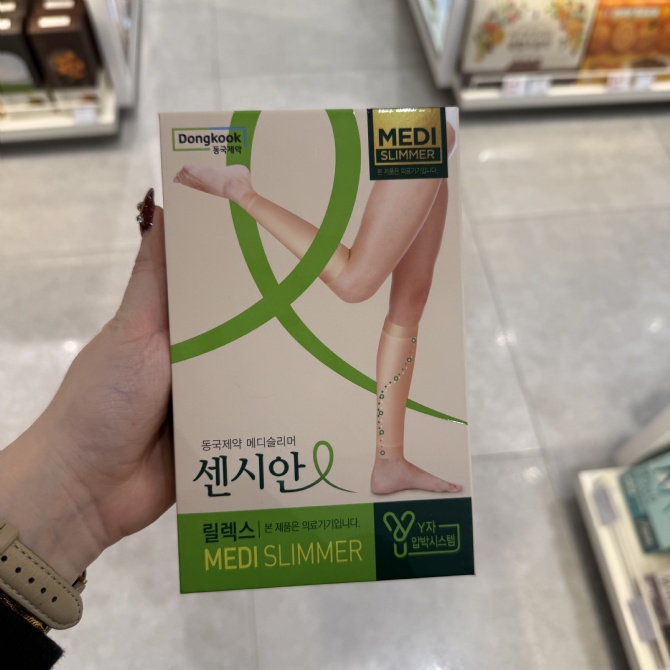 Dongkook
동국제약
MEDI
SLIMMER
본 제품은 의료기기입니다.
동국제약 메디슬리머
센시안
릴렉스 | 본 제품은 의료기기입니다.
MEDI SLIMMER
Y자
압박시스템